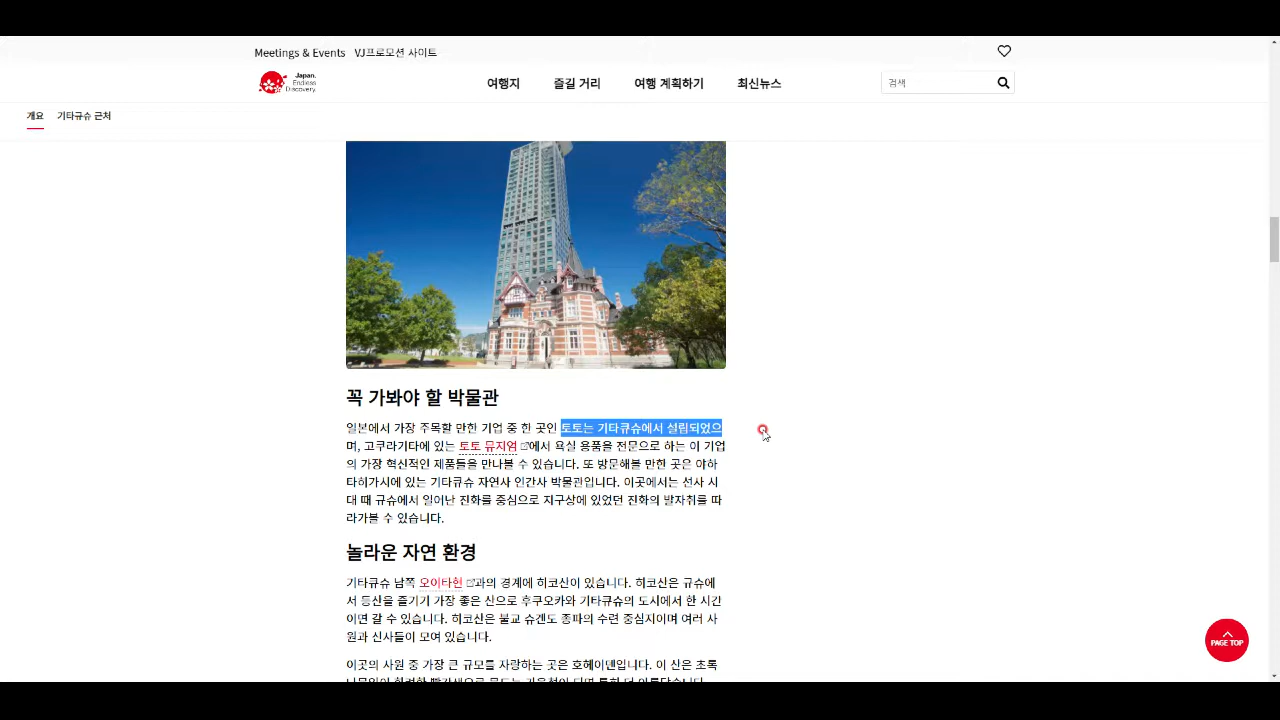 Meetings & Events VJ프로모션 사이트
Japan.
Endless
Discovery.
여행지 즐길 거리 여행 계획하기 최신뉴스
검색
개요 기타큐슈 근처
꼭 가봐야 할 박물관
일본에서 가장 주목할 만한 기업 중 한 곳인 토토는 기타큐슈에서 설립되었으
며, 고쿠라기타에 있는 토토 뮤지엄에서 욕실 용품을 전문으로 하는 이 기업
의 가장 혁신적인 제품들을 만나볼 수 있습니다. 또 방문해볼 만한 곳은 야하
타히가시에 있는 기타큐슈 자연사 인간사 박물관입니다. 이곳에서는 선사 시
대 때 규슈에서 일어난 진화를 중심으로 지구상에 있었던 진화의 발자취를 따
라가볼 수 있습니다.
놀라운 자연 환경
기타큐슈 남쪽 오이타현과의 경계에 히코산이 있습니다. 히코산은 규슈에
서 등산을 즐기기 가장 좋은 산으로 후쿠오카와 기타큐슈의 도시에서 한 시간
이면 갈 수 있습니다. 히코산은 불교 슈겐도 종파의 수련 중심지이며 여러 사
원과 신사들이 모여 있습니다.
이곳의 사원 중 가장 큰 규모를 자랑하는 곳은 호헤이덴입니다. 이 산은 초록
PAGE TOP